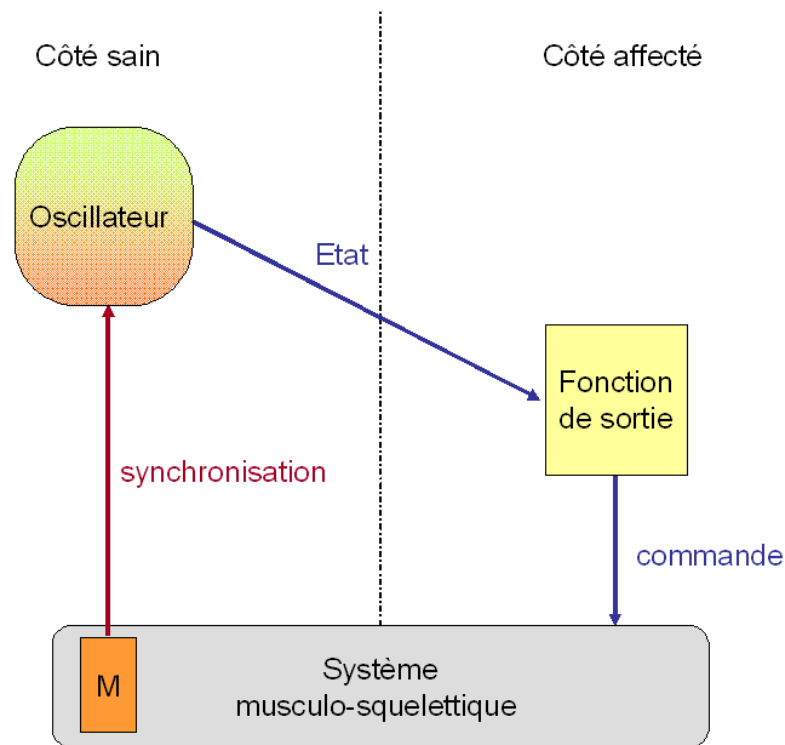 Côté sain
Côté affecté
Oscillateur
Etat
Fonction
de sortie
synchronisation
commande
M
Système
musculo-squelettique